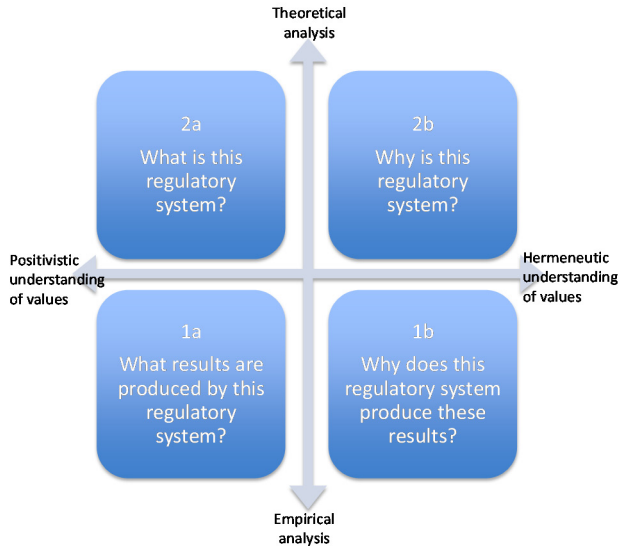 Theoretical
analysis
2a
What is this
regulatory
system?
2b
Why is this
regulatory
system?
Positivistic
understanding
of values
Hermeneutic
understanding
of values
1a
What results are
produced by this
regulatory
system?
1b
Why does this
regulatory system
produce these
results?
Empirical
analysis